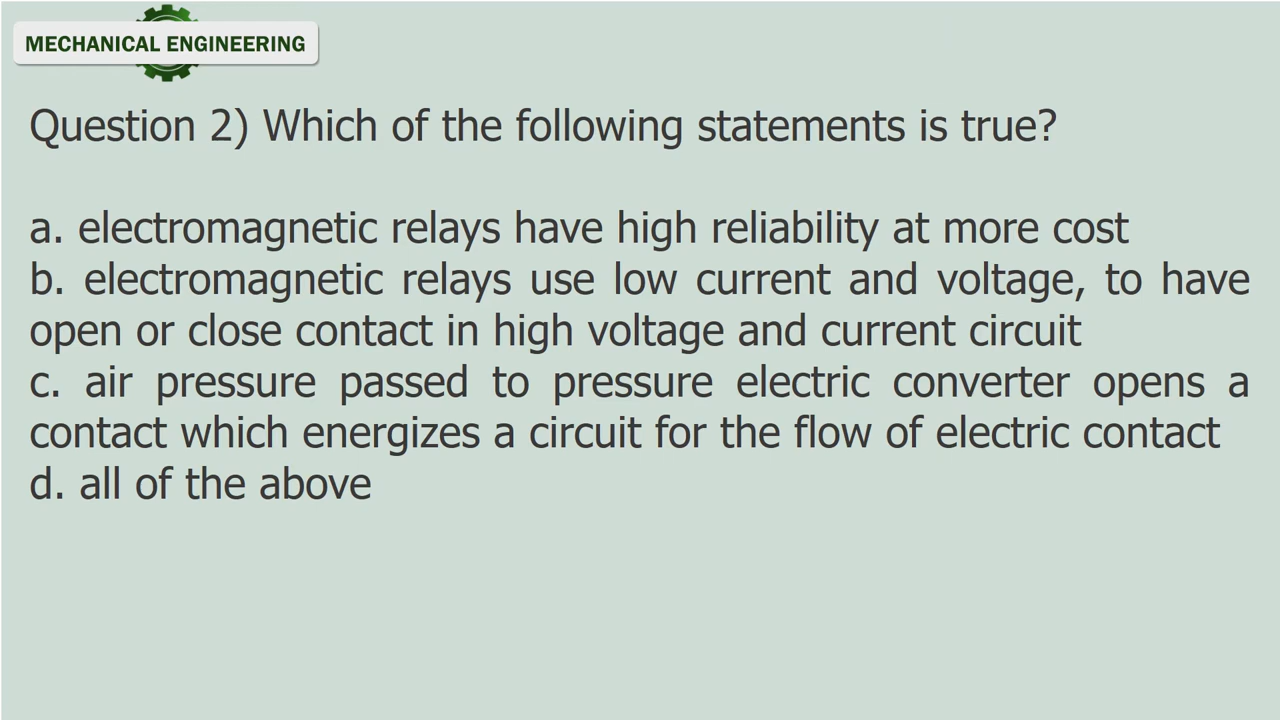 MECHANICAL ENGINEERING
Question 2) Which of the following statements is true?
a. electromagnetic relays have high reliability at more cost
b. electromagnetic relays use low current and voltage, to have
open or close contact in high voltage and current circuit
c. air pressure passed to pressure electric converter opens a
contact which energizes a circuit for the flow of electric contact
d. all of the above